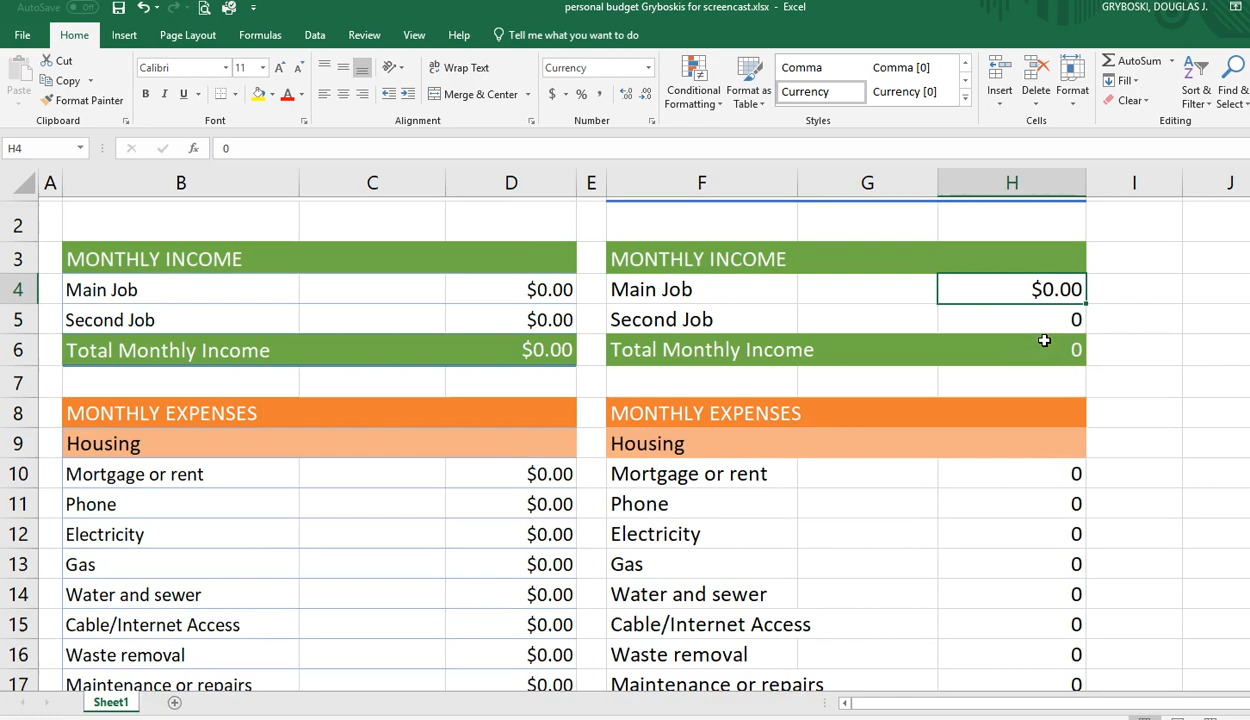 AutoSave Off personal budget Gryboskis for screencast.xlsx - Excel GRYBOSKI, DOUGLAS J.
File Home Insert Page Layout Formulas Data Review View Help Tell me what you want to do
Paste Cut Calibri 11 A A Wrap Text Currency Conditional Formatting Format as Table Comma Comma [0] Insert Delete Format AutoSum Sort & Filter Find & Select
Copy B I U A Merge & Center $ % , Currency Currency [0] Fill
Format Painter Clear
Clipboard Font Alignment Number Styles Cells Editing
H4 fx 0
A B C D E F G H I J
2
3 MONTHLY INCOME MONTHLY INCOME
4 Main Job $0.00 Main Job $0.00
5 Second Job $0.00 Second Job 0
6 Total Monthly Income $0.00 Total Monthly Income 0
7
8 MONTHLY EXPENSES MONTHLY EXPENSES
9 Housing Housing
10 Mortgage or rent $0.00 Mortgage or rent 0
11 Phone $0.00 Phone 0
12 Electricity $0.00 Electricity 0
13 Gas $0.00 Gas 0
14 Water and sewer $0.00 Water and sewer 0
15 Cable/Internet Access $0.00 Cable/Internet Access 0
16 Waste removal $0.00 Waste removal 0
17 Maintenance or repairs $0.00 Maintenance or repairs 0
Sheet1